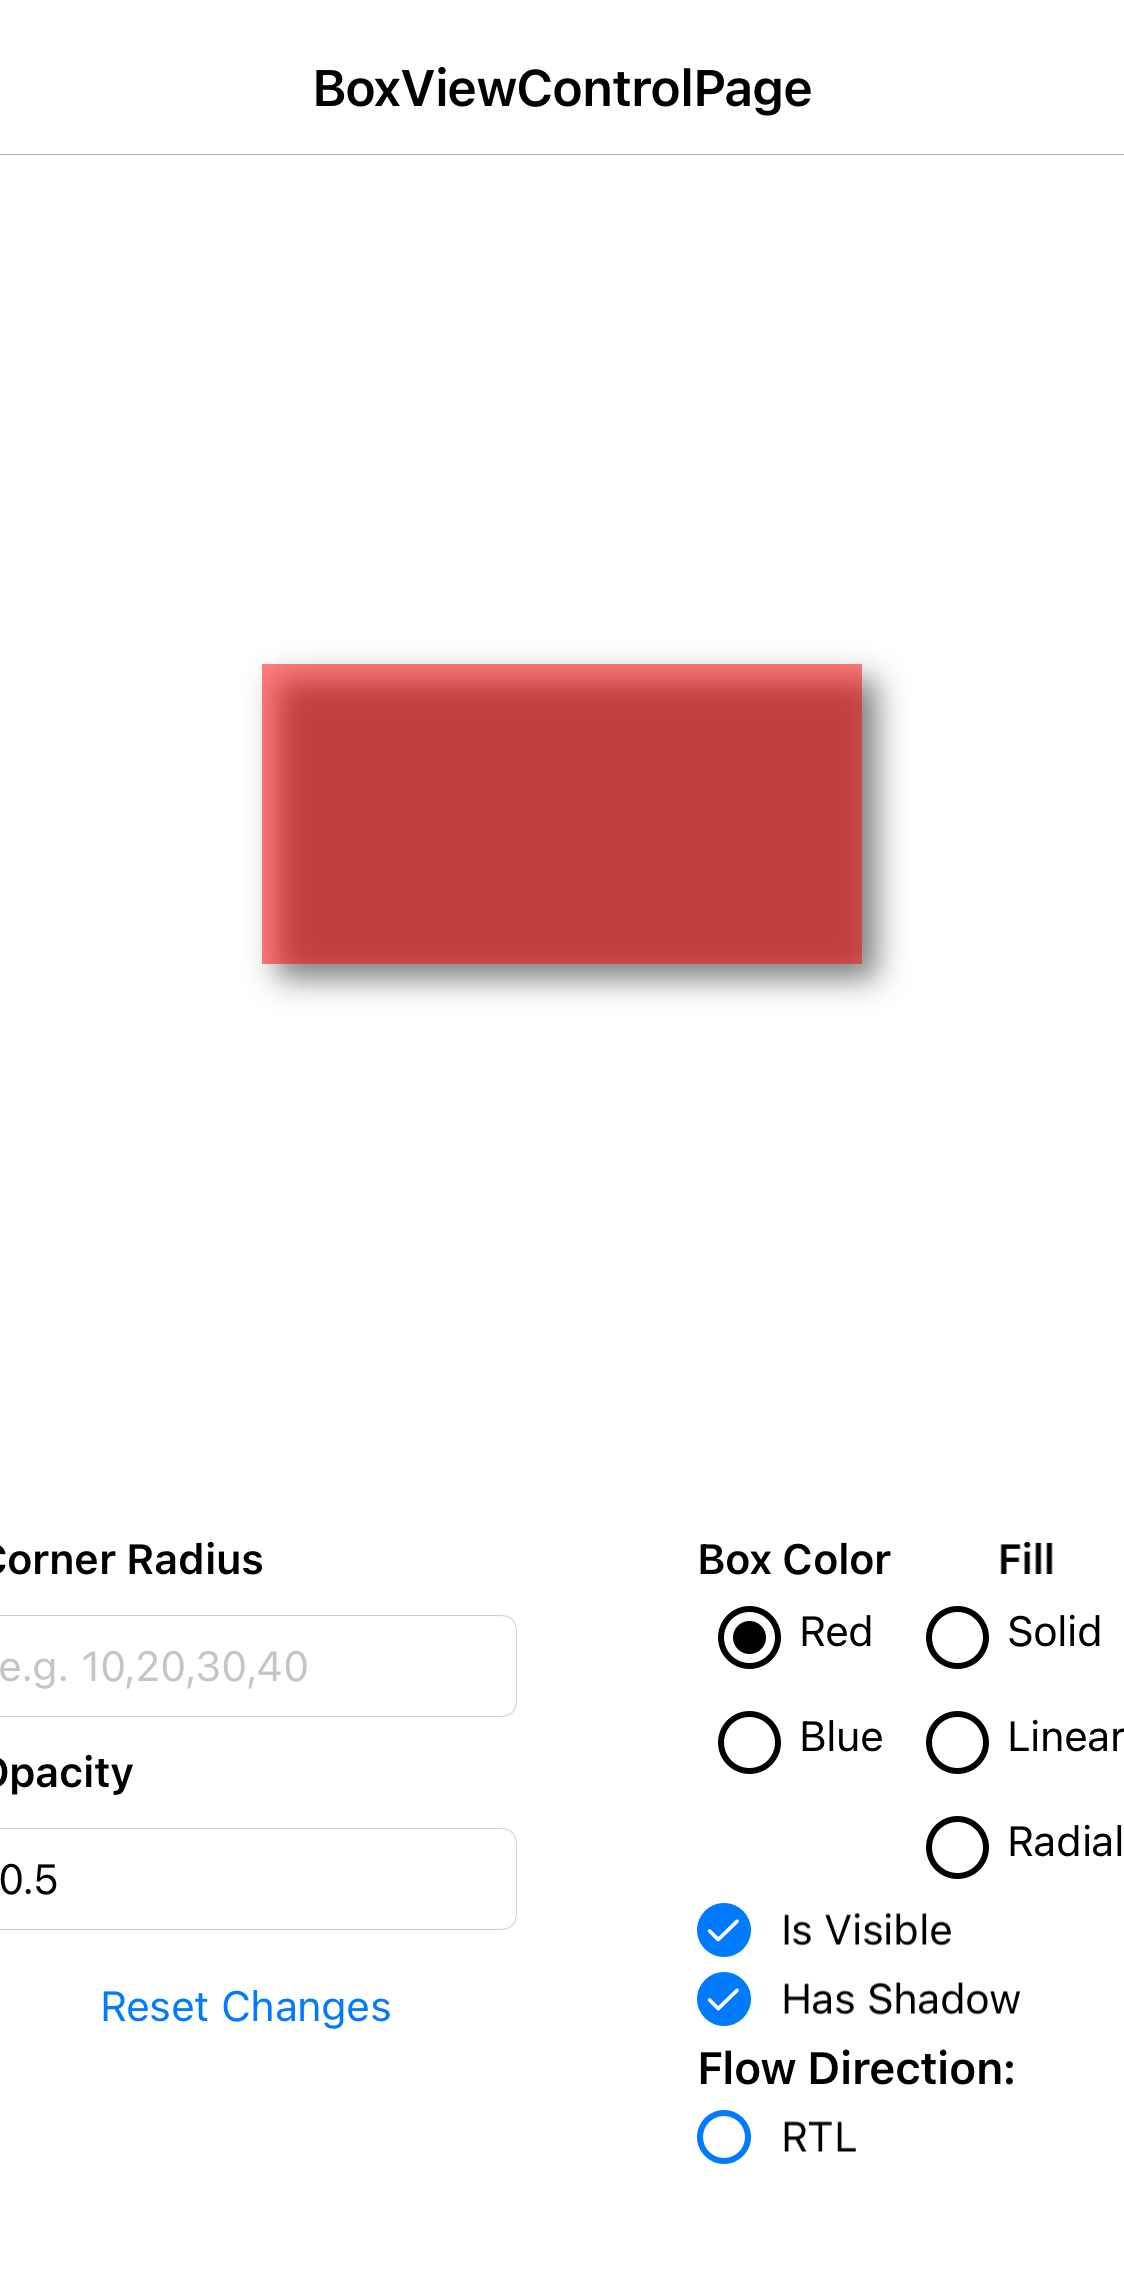 BoxViewControlPage
Corner Radius
e.g. 10,20,30,40
Opacity
0.5
Reset Changes
Box Color
Fill
Red
Solid
Blue
Linear
Radial
Is Visible
Has Shadow
Flow Direction:
RTL